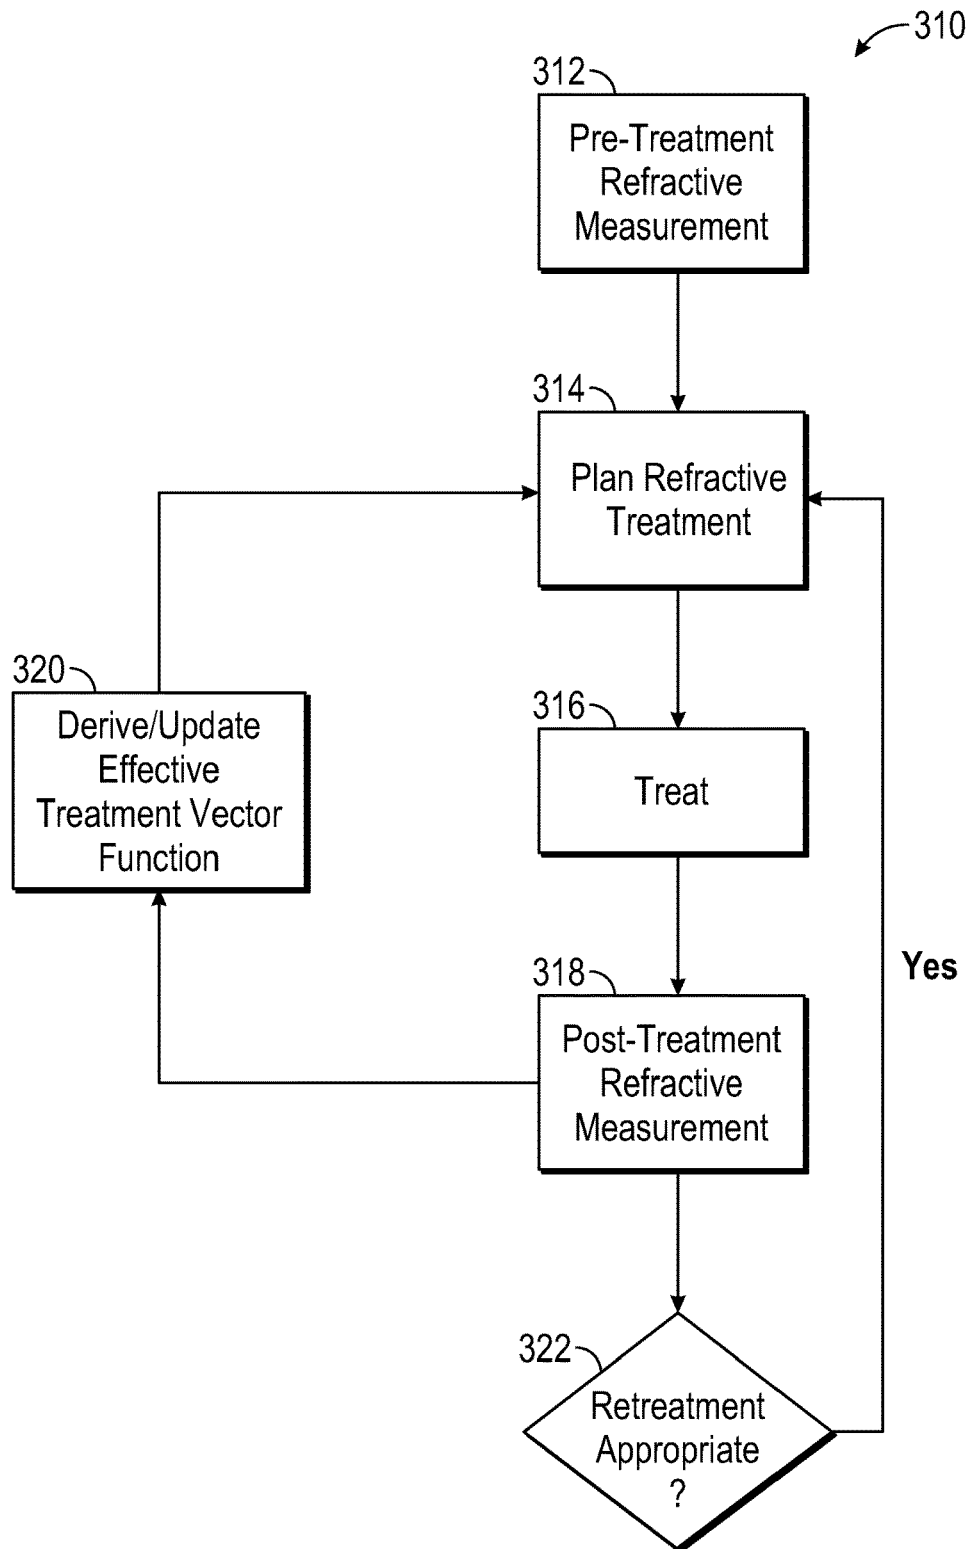 310
312
Pre-Treatment
Refractive
Measurement
314
Plan Refractive
Treatment
320
Derive/Update
Effective
Treatment Vector
Function
316
Treat
Yes
318
Post-Treatment
Refractive
Measurement
322
Retreatment
Appropriate
?